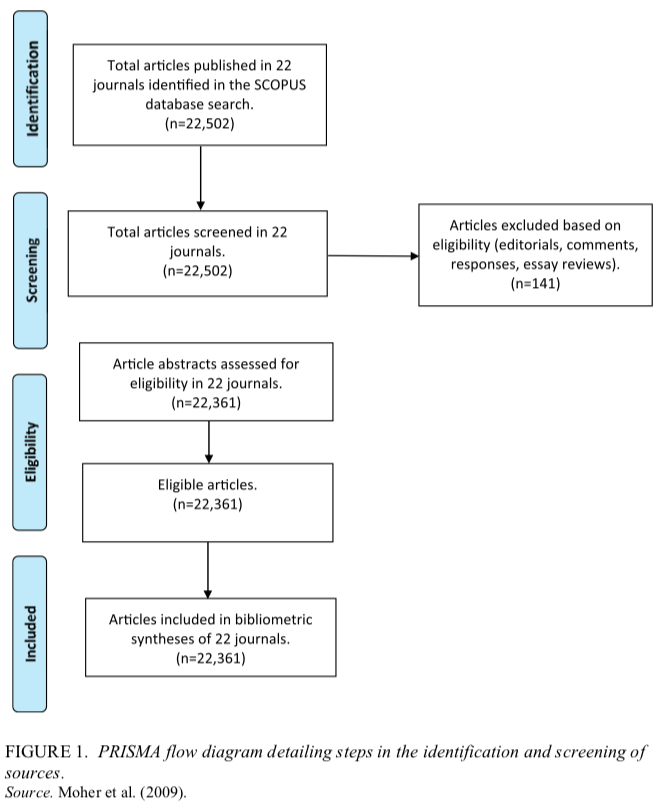 Identification
Total articles published in 22
journals identified in the SCOPUS
database search.
(n=22,502)
Screening
Total articles screened in 22
journals.
(n=22,502)
Articles excluded based on
eligibility (editorials, comments,
responses, essay reviews).
(n=141)
Eligibility
Article abstracts assessed for
eligibility in 22 journals.
(n=22,361)
Eligible articles.
(n=22,361)
Included
Articles included in bibliometric
syntheses of 22 journals.
(n=22,361)
FIGURE 1. PRISMA flow diagram detailing steps in the identification and screening of
sources.
Source. Moher et al. (2009).